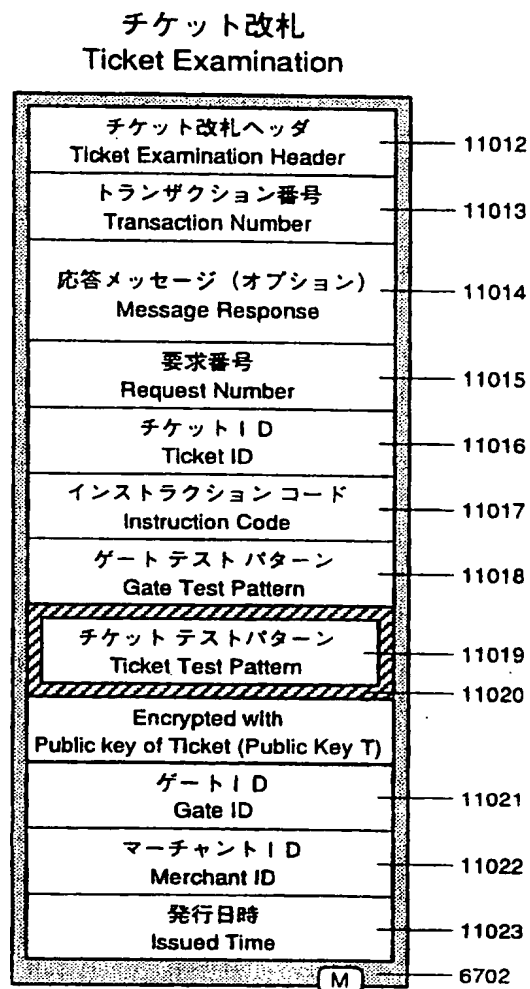 チケット改札
Ticket Examination
チケット改札ヘッダ
Ticket Examination Header
11012
トランザクション番号
Transaction Number
11013
応答メッセージ（オプション）
Message Response
11014
要求番号
Request Number
11015
チケットＩＤ
Ticket ID
11016
インストラクション コード
Instruction Code
11017
ゲート テスト パターン
Gate Test Pattern
11018
チケット テストパターン
Ticket Test Pattern
11019
11020
Encrypted with
Public key of Ticket (Public Key T)
ゲートＩＤ
Gate ID
11021
マーチャントＩＤ
Merchant ID
11022
発行日時
Issued Time
11023
M
6702